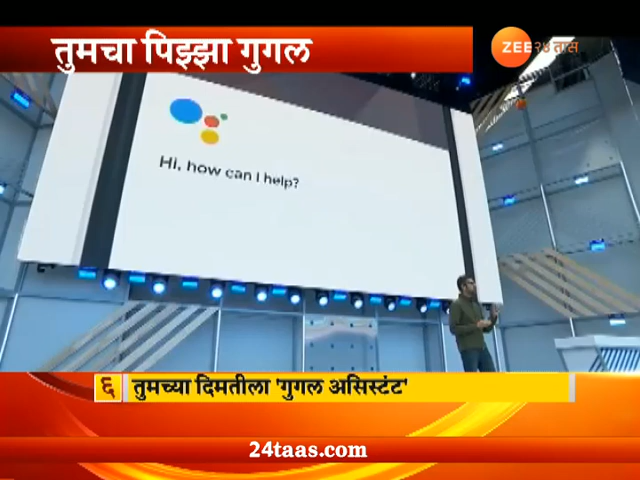 तुमचा पिझ्झा गुगल
ZEE २४ तास
Hi, how can I help?
६ तुमच्या दिमतीला 'गुगल असिस्टंट'
24taas.com